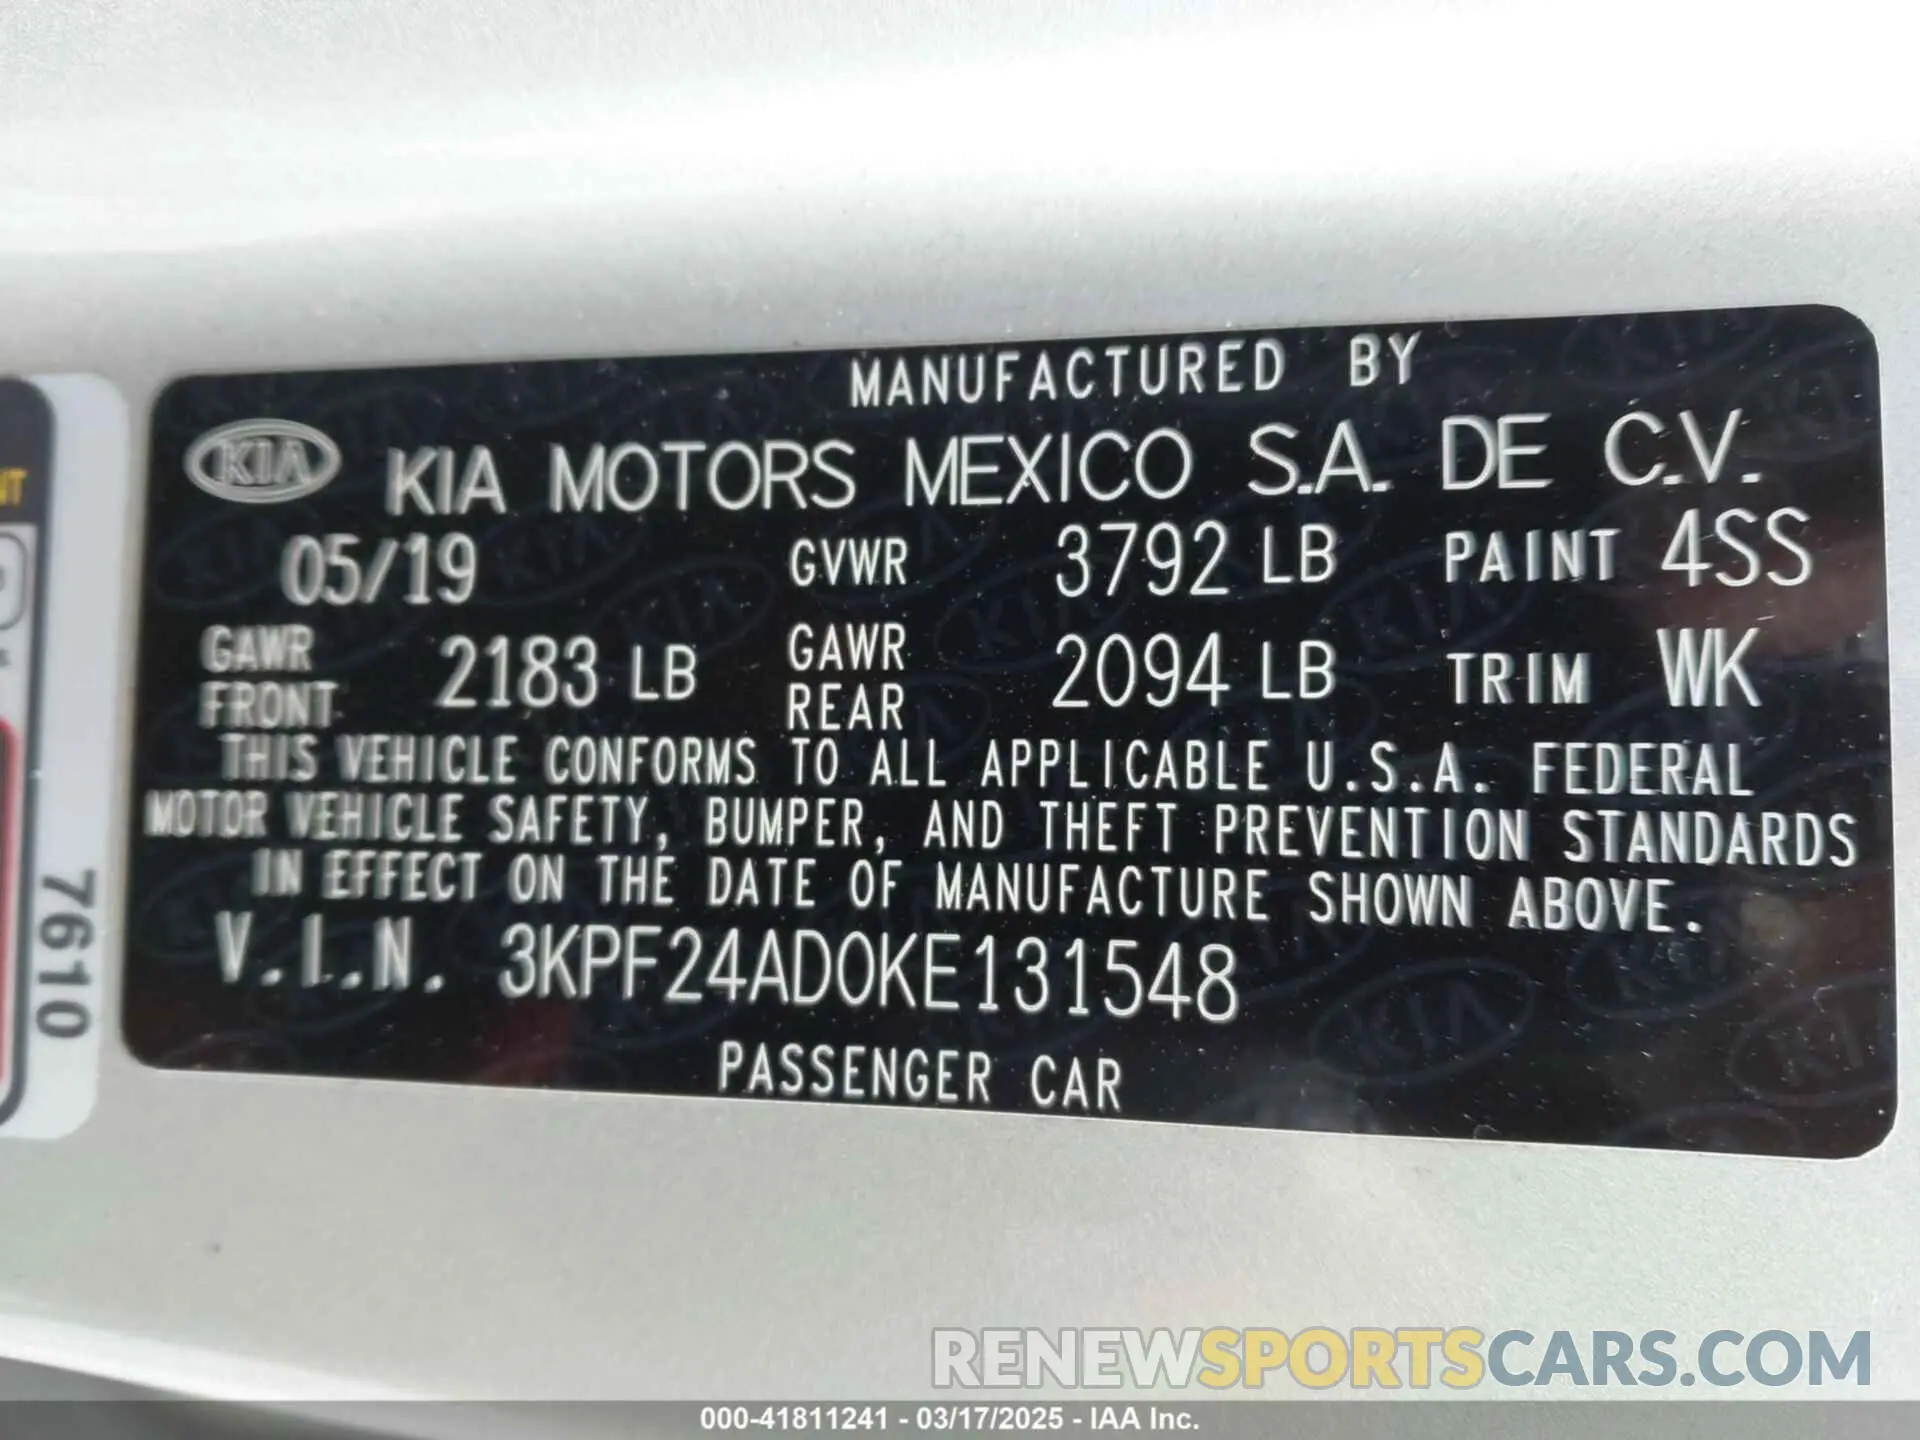 MANUFACTURED BY
KIA KIA MOTORS MEXICO S.A. DE C.V.
05/19 GVWR 3792 LB PAINT 4SS
GAWR FRONT 2183 LB GAWR REAR 2094 LB TRIM WK
THIS VEHICLE CONFORMS TO ALL APPLICABLE U.S.A. FEDERAL
MOTOR VEHICLE SAFETY, BUMPER, AND THEFT PREVENTION STANDARDS
IN EFFECT ON THE DATE OF MANUFACTURE SHOWN ABOVE.
V.I.N. 3KPF24AD0KE131548
PASSENGER CAR
7610
RENEWSPORTSCARS.COM
000-41811241 - 03/17/2025 - IAA Inc.